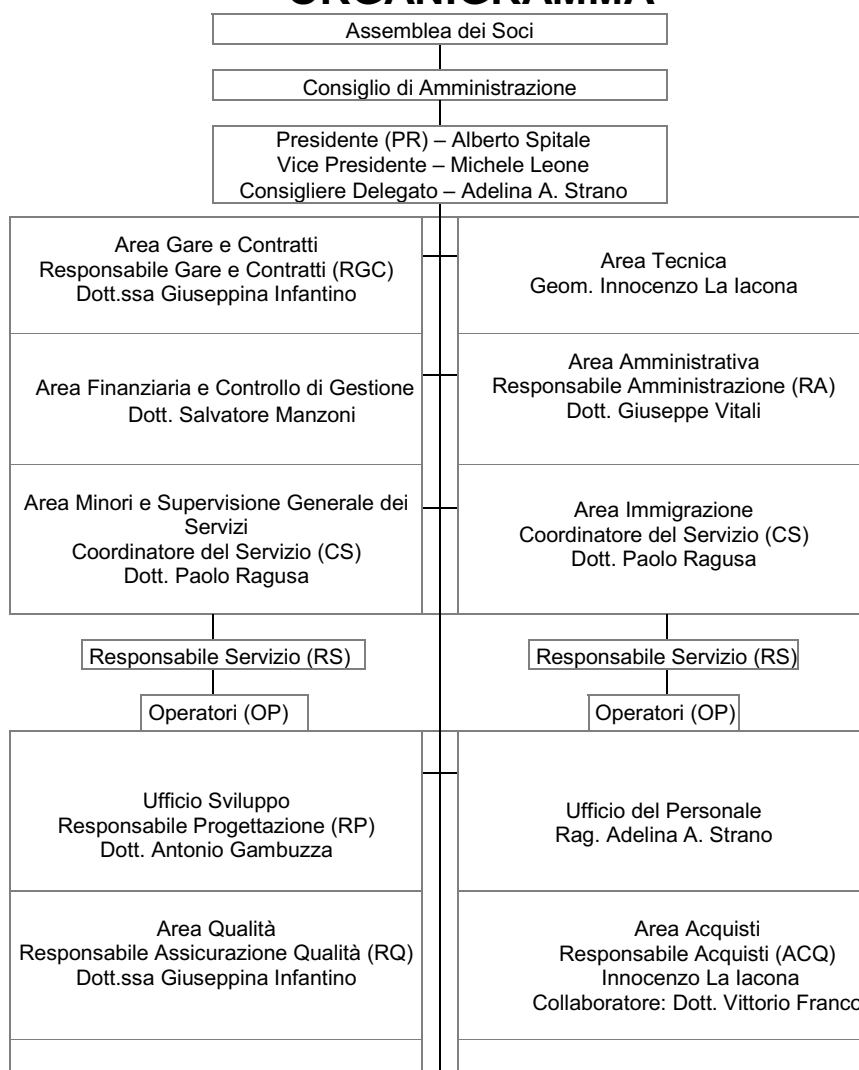 ORGANIGRAMMA
Assemblea dei Soci
Consiglio di Amministrazione
Presidente (PR) – Alberto Spitale
Vice Presidente – Michele Leone
Consigliere Delegato – Adelina A. Strano
Area Gare e Contratti
Responsabile Gare e Contratti (RGC)
Dott.ssa Giuseppina Infantino
Area Tecnica
Geom. Innocenzo La Iacona
Area Finanziaria e Controllo di Gestione
Dott. Salvatore Manzoni
Area Amministrativa
Responsabile Amministrazione (RA)
Dott. Giuseppe Vitali
Area Minori e Supervisione Generale dei
Servizi
Coordinatore del Servizio (CS)
Dott. Paolo Ragusa
Area Immigrazione
Coordinatore del Servizio (CS)
Dott. Paolo Ragusa
Responsabile Servizio (RS)
Responsabile Servizio (RS)
Operatori (OP)
Operatori (OP)
Ufficio Sviluppo
Responsabile Progettazione (RP)
Dott. Antonio Gambuzza
Ufficio del Personale
Rag. Adelina A. Strano
Area Qualità
Responsabile Assicurazione Qualità (RQ)
Dott.ssa Giuseppina Infantino
Area Acquisti
Responsabile Acquisti (ACQ)
Innocenzo La Iacona
Collaboratore: Dott. Vittorio Franco